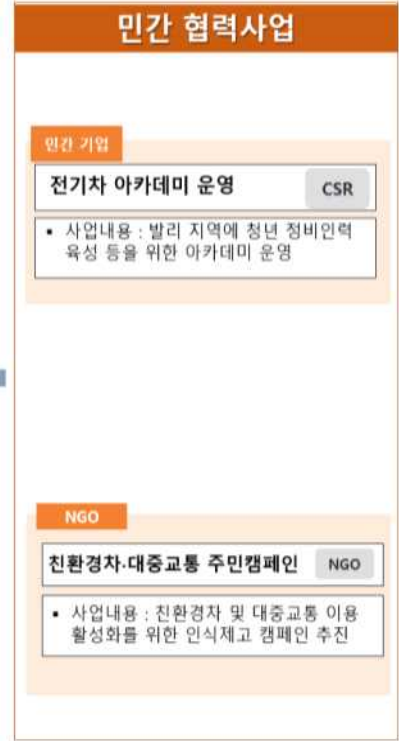 민간 협력사업
민간 기업
전기차 아카데미 운영
CSR
▪ 사업내용 : 발리 지역에 청년 정비인력
육성 등을 위한 아카데미 운영
NGO
친환경차·대중교통 주민캠페인
NGO
▪ 사업내용 : 친환경차 및 대중교통 이용
활성화를 위한 인식제고 캠페인 추진